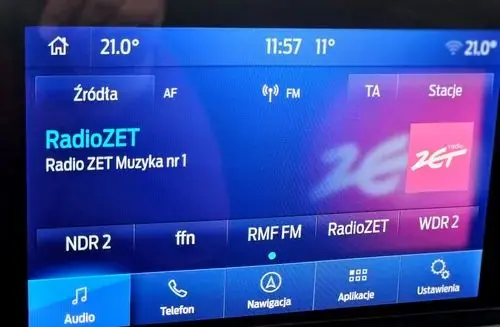 21.0° 11:57 11° 21.0°
Źródła AF FM TA Stacje
RadioZET
Radio ZET Muzyka nr 1
radio
ZET
NDR 2 ffn RMF FM RadioZET WDR 2
Audio Telefon Nawigacja Aplikacje Ustawienia